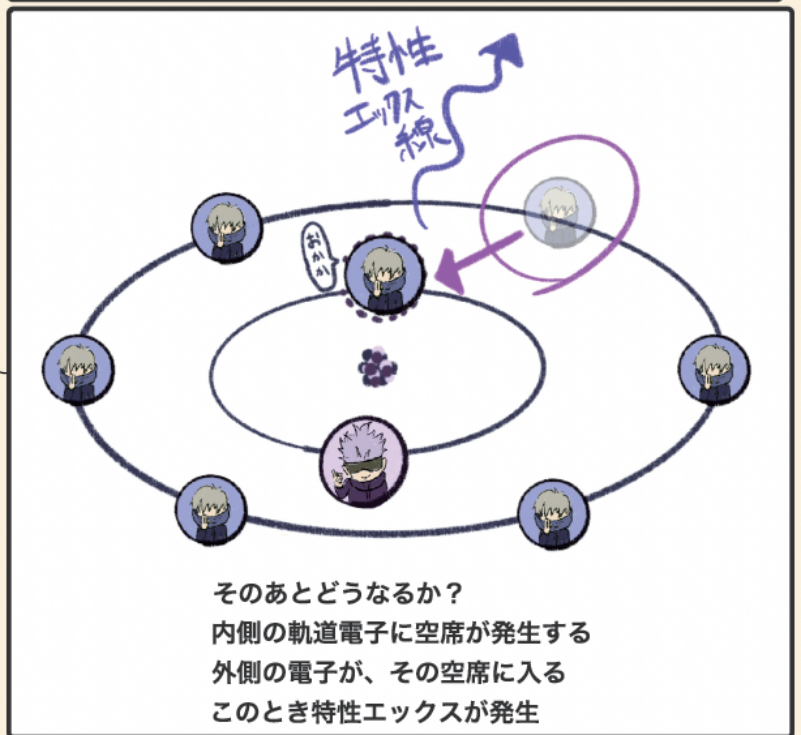 特性
エックス
線
おかか
そのあとどうなるか？
内側の軌道電子に空席が発生する
外側の電子が、その空席に入る
このとき特性エックスが発生